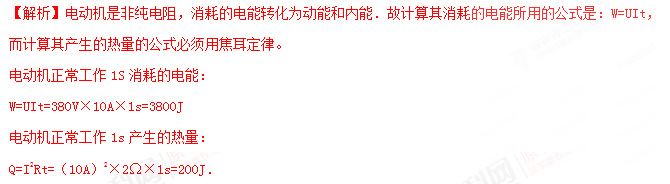 【解析】电动机是非纯电阻，消耗的电能转化为动能和内能．故计算其消耗的电能所用的公式是：W=UIt，
而计算其产生的热量的公式必须用焦耳定律。
电动机正常工作 1S 消耗的电能：
W=UIt=380V×10A×1s=3800J
电动机正常工作 1s 产生的热量：
Q=I²Rt=（10A）²×2Ω×1s=200J．